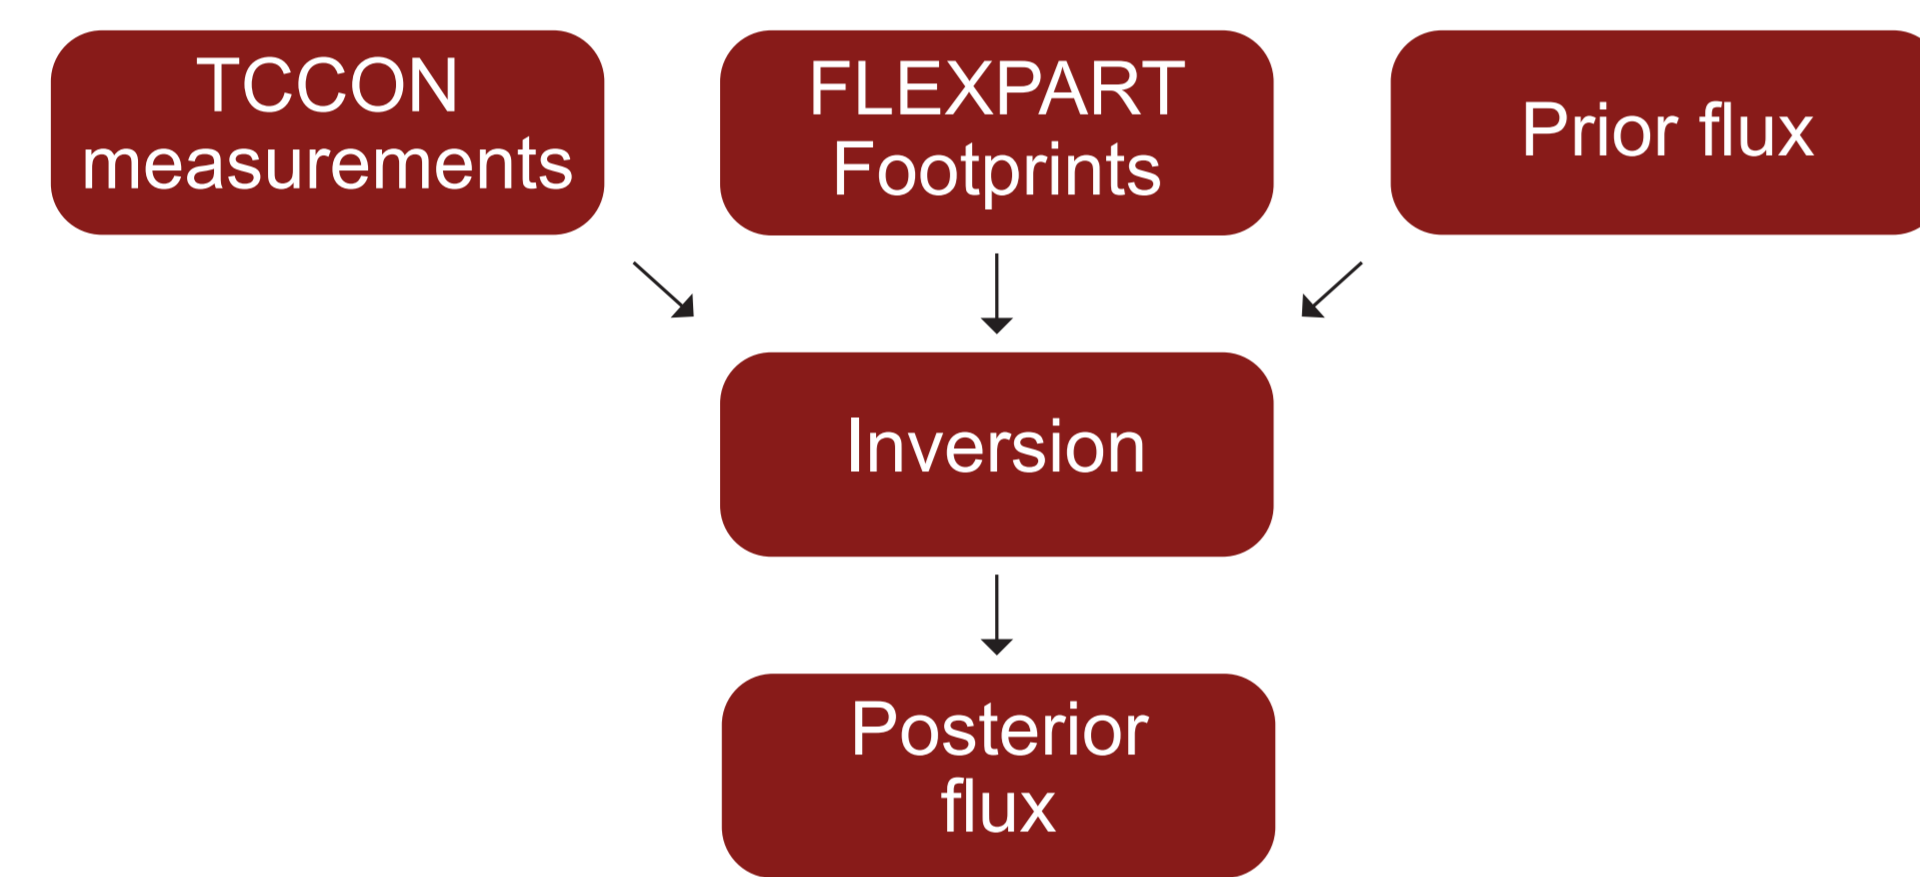 TCCON
measurements
FLEXPART
Footprints
Prior flux
Inversion
Posterior
flux